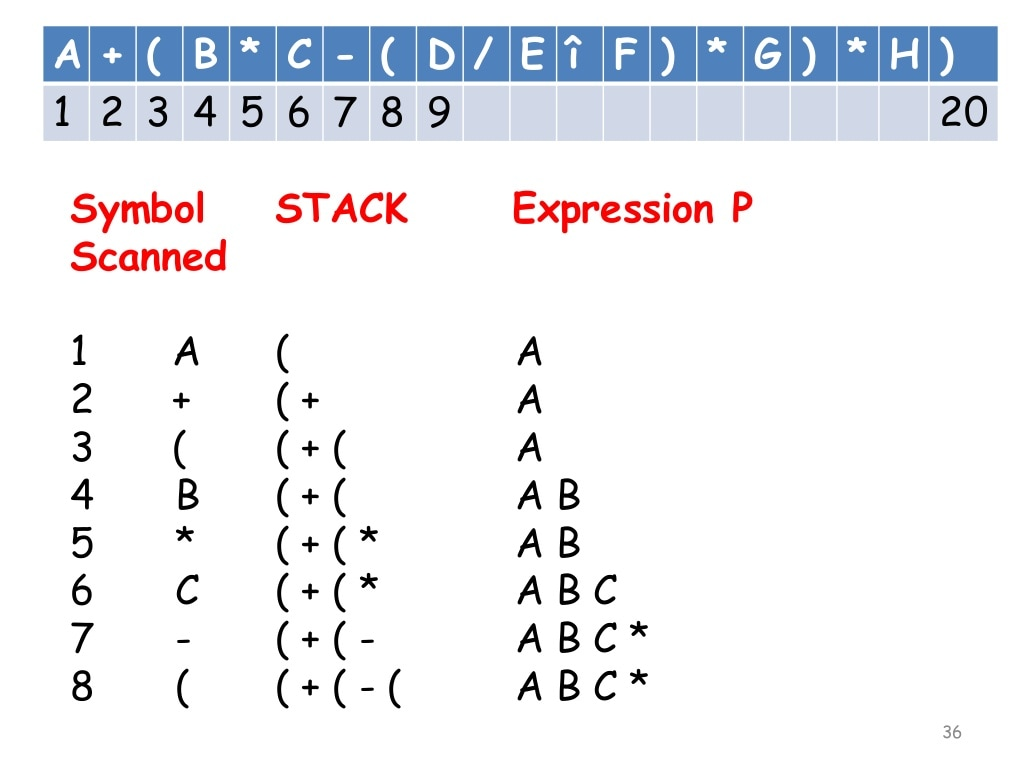 A + ( B * C - ( D / E î F ) * G ) * H )
1 2 3 4 5 6 7 8 9 20
Symbol Scanned STACK Expression P
1 A ( A
2 + ( + A
3 ( ( + ( A
4 B ( + ( A B
5 * ( + ( * A B
6 C ( + ( * A B C
7 - ( + ( - A B C *
8 ( ( + ( - ( A B C *
36